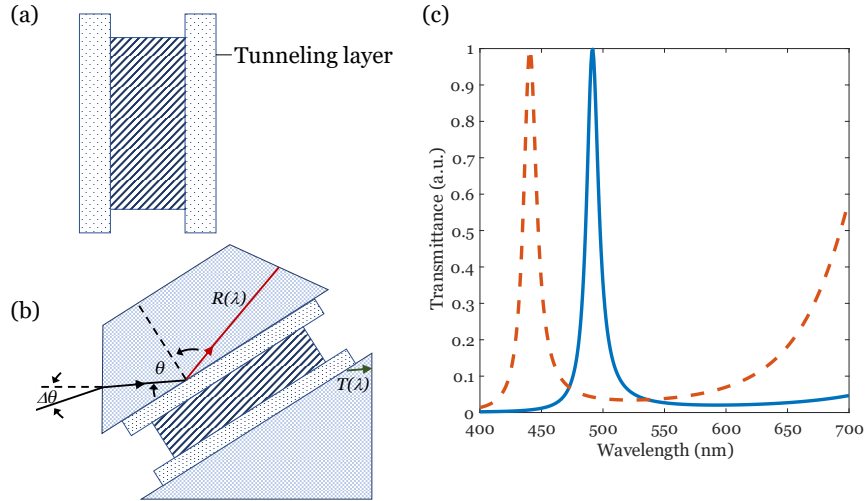 (a)
Tunneling layer
(b)
R(λ)
θ
T(λ)
Δθ
(c)
1
0.9
0.8
0.7
0.6
0.5
0.4
0.3
0.2
0.1
0
Transmittance (a.u.)
400 450 500 550 600 650 700
Wavelength (nm)